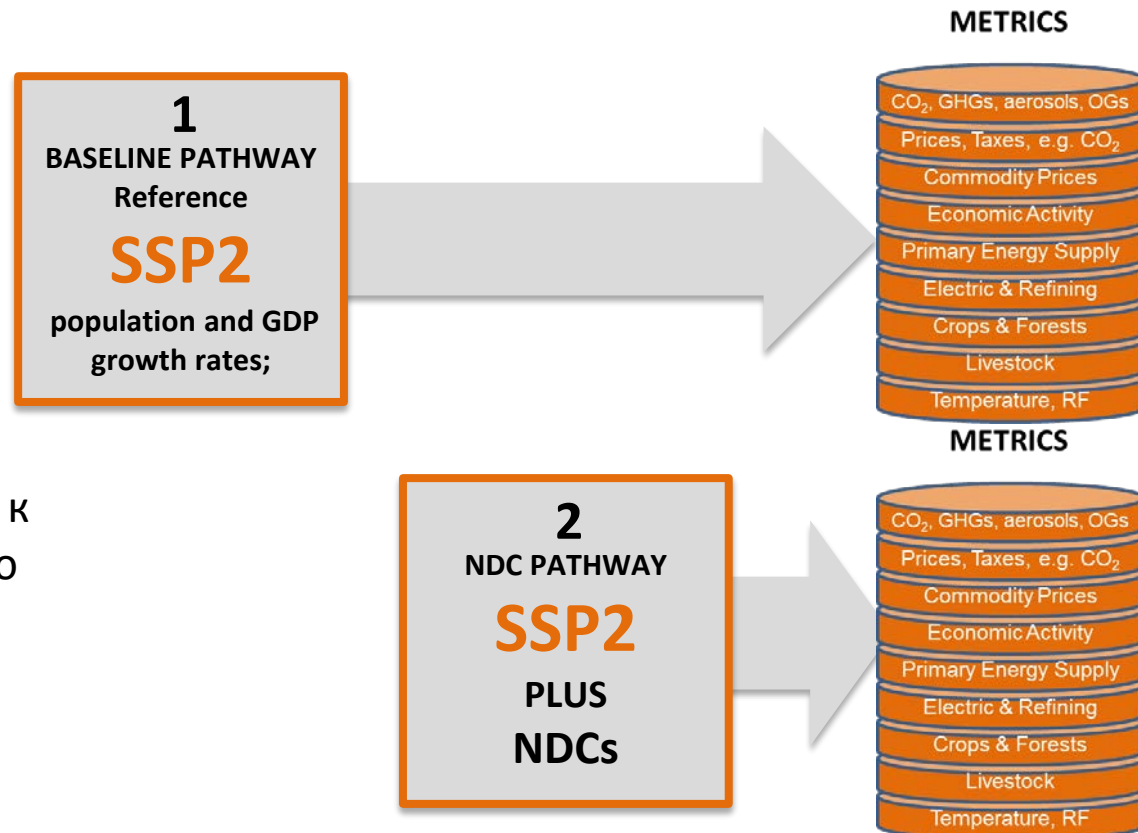 METRICS
1
BASELINE PATHWAY
Reference
SSP2
population and GDP
growth rates;
CO₂, GHGs, aerosols, OGs
Prices, Taxes, e.g. CO₂
Commodity Prices
Economic Activity
Primary Energy Supply
Electric & Refining
Crops & Forests
Livestock
Temperature, RF
METRICS
к
о
2
NDC PATHWAY
SSP2
PLUS
NDCs
CO₂, GHGs, aerosols, OGs
Prices, Taxes, e.g. CO₂
Commodity Prices
Economic Activity
Primary Energy Supply
Electric & Refining
Crops & Forests
Livestock
Temperature, RF